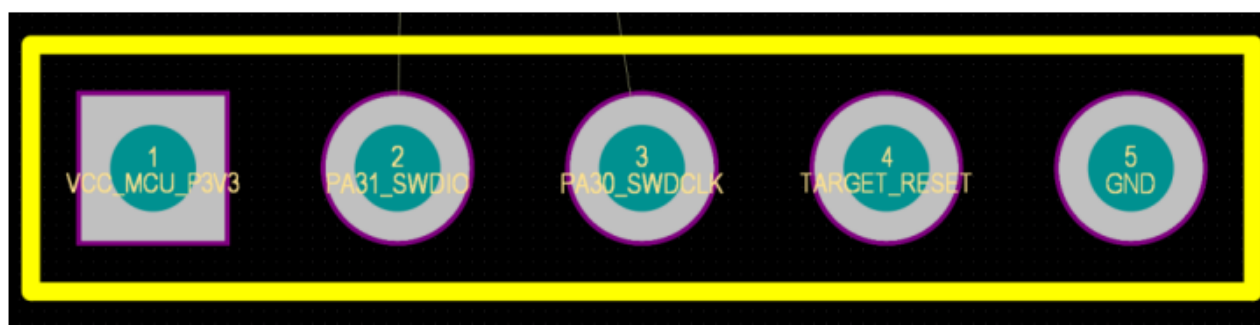 1 2 3 4 5
VCC_MCU_P3V3 PA31_SWDIO PA30_SWDCLK TARGET_RESET GND